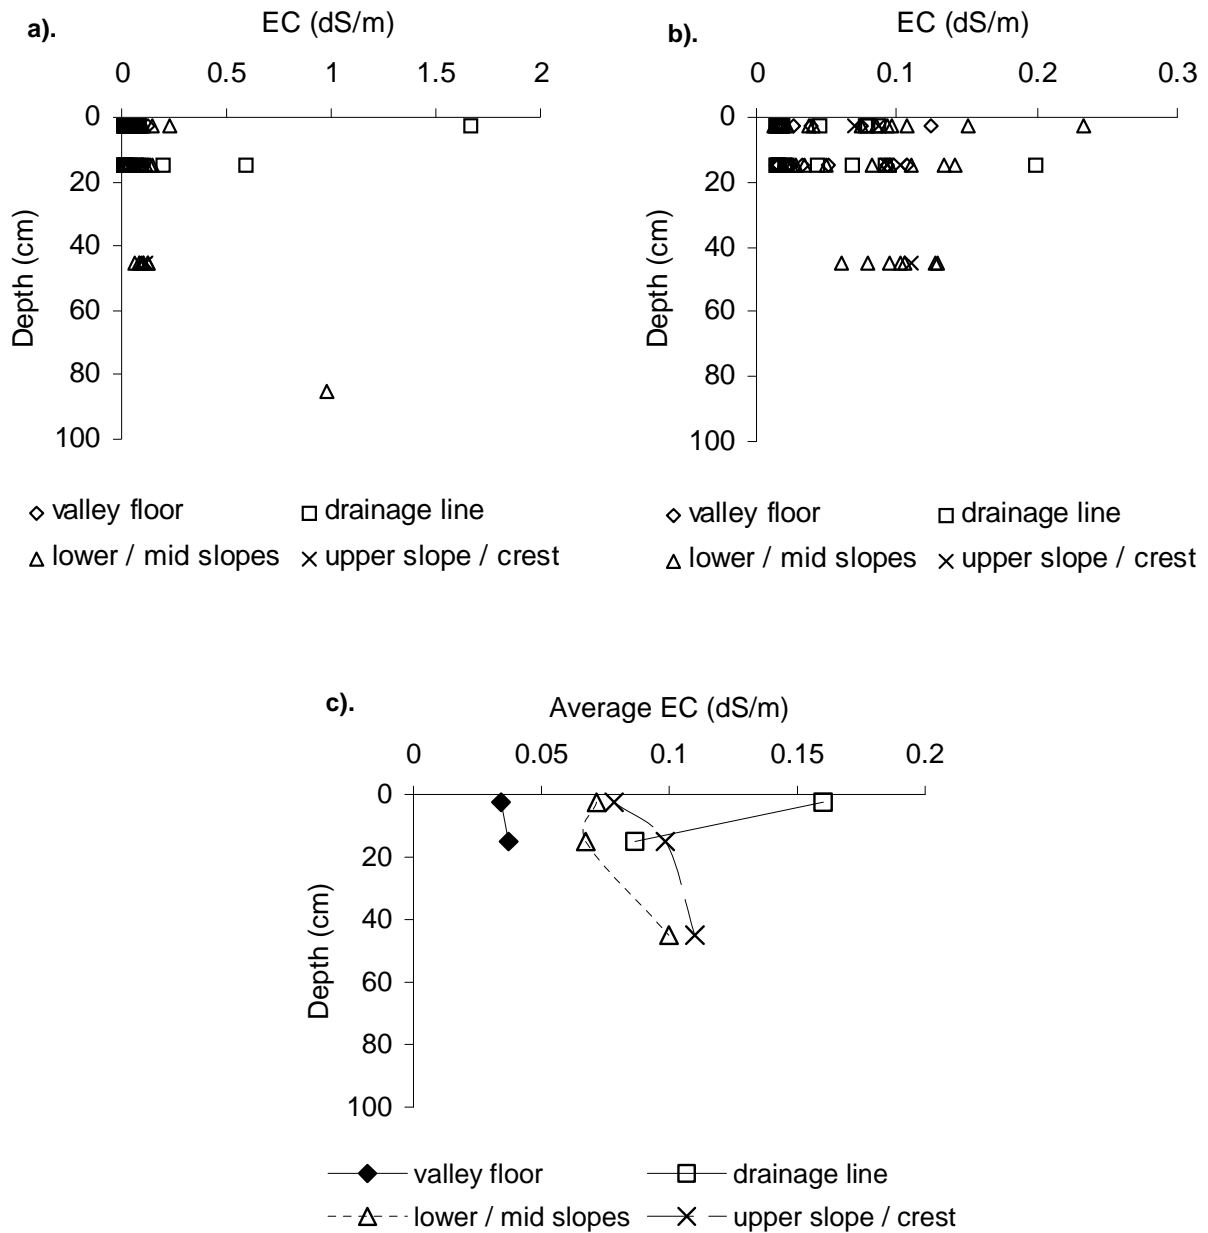 a).
EC (dS/m)
0 0.5 1 1.5 2
0
20
40
60
80
100
Depth (cm)
valley floor drainage line
lower / mid slopes upper slope / crest
b).
EC (dS/m)
0 0.1 0.2 0.3
0
20
40
60
80
100
Depth (cm)
valley floor drainage line
lower / mid slopes upper slope / crest
c).
Average EC (dS/m)
0 0.05 0.1 0.15 0.2
0
20
40
60
80
100
Depth (cm)
valley floor drainage line
lower / mid slopes upper slope / crest